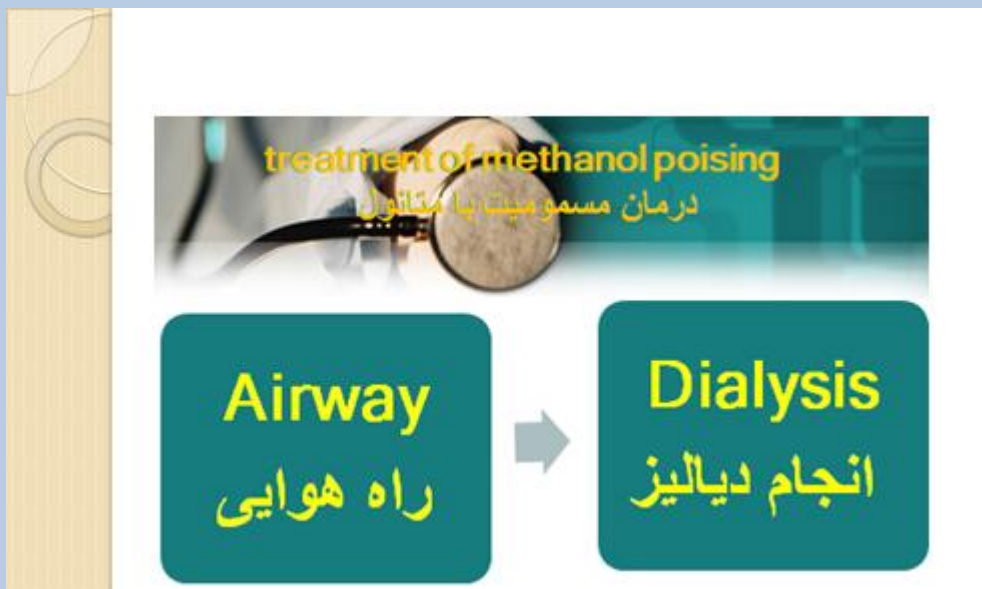 treatment of methanol poising
درمان مسمومیت با متانول
Airway
راه هوایی
Dialysis
انجام دیالیز